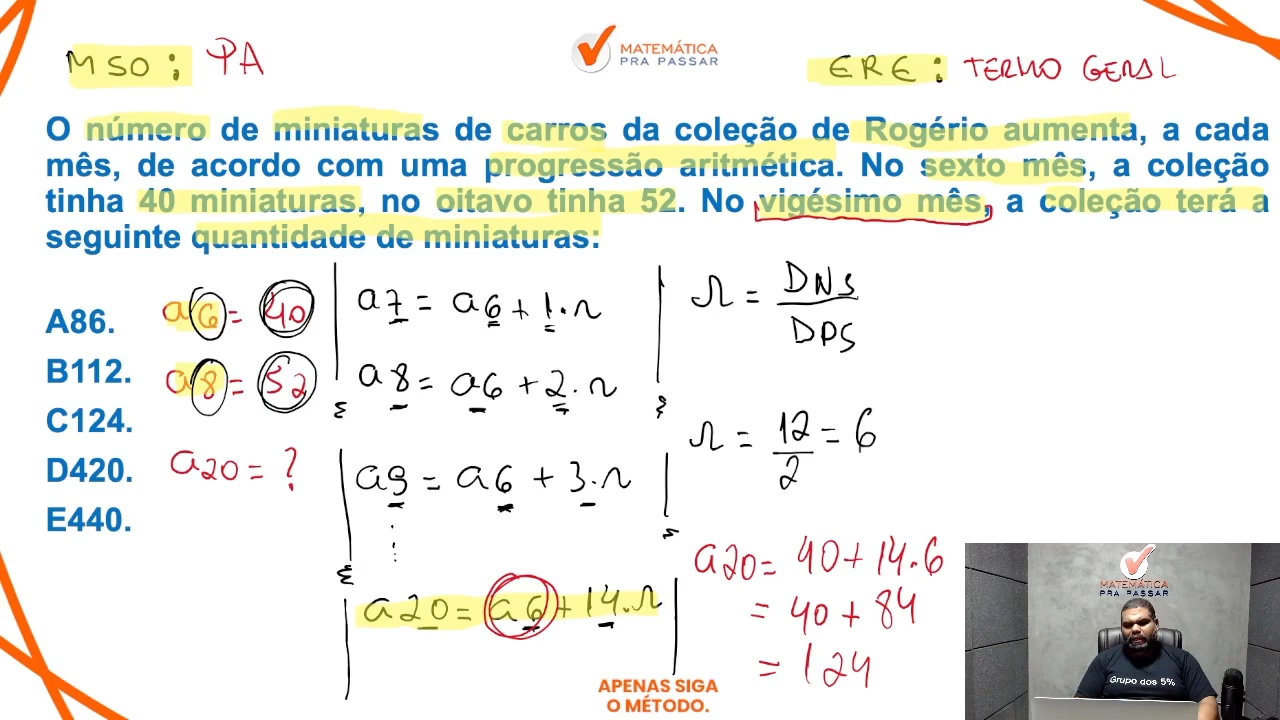 MSO: PA
MATEMÁTICA
PRA PASSAR
ERE: TERMO GERAL
O número de miniaturas de carros da coleção de Rogério aumenta, a cada
mês, de acordo com uma progressão aritmética. No sexto mês, a coleção
tinha 40 miniaturas, no oitavo tinha 52. No vigésimo mês, a coleção terá a
seguinte quantidade de miniaturas:
A86.
B112.
C124.
D420.
E440.
a6 = 40
a8 = 52
a20 = ?
a7 = a6 + 1.r
a8 = a6 + 2.r
a9 = a6 + 3.r
a20 = a6 + 14.r
r = DNS/DPS
r = 12/2 = 6
a20 = 40 + 14.6
= 40 + 84
= 124
MATEMÁTICA
PRA PASSAR
Grupo dos 5%
APENAS SIGA
O MÉTODO.